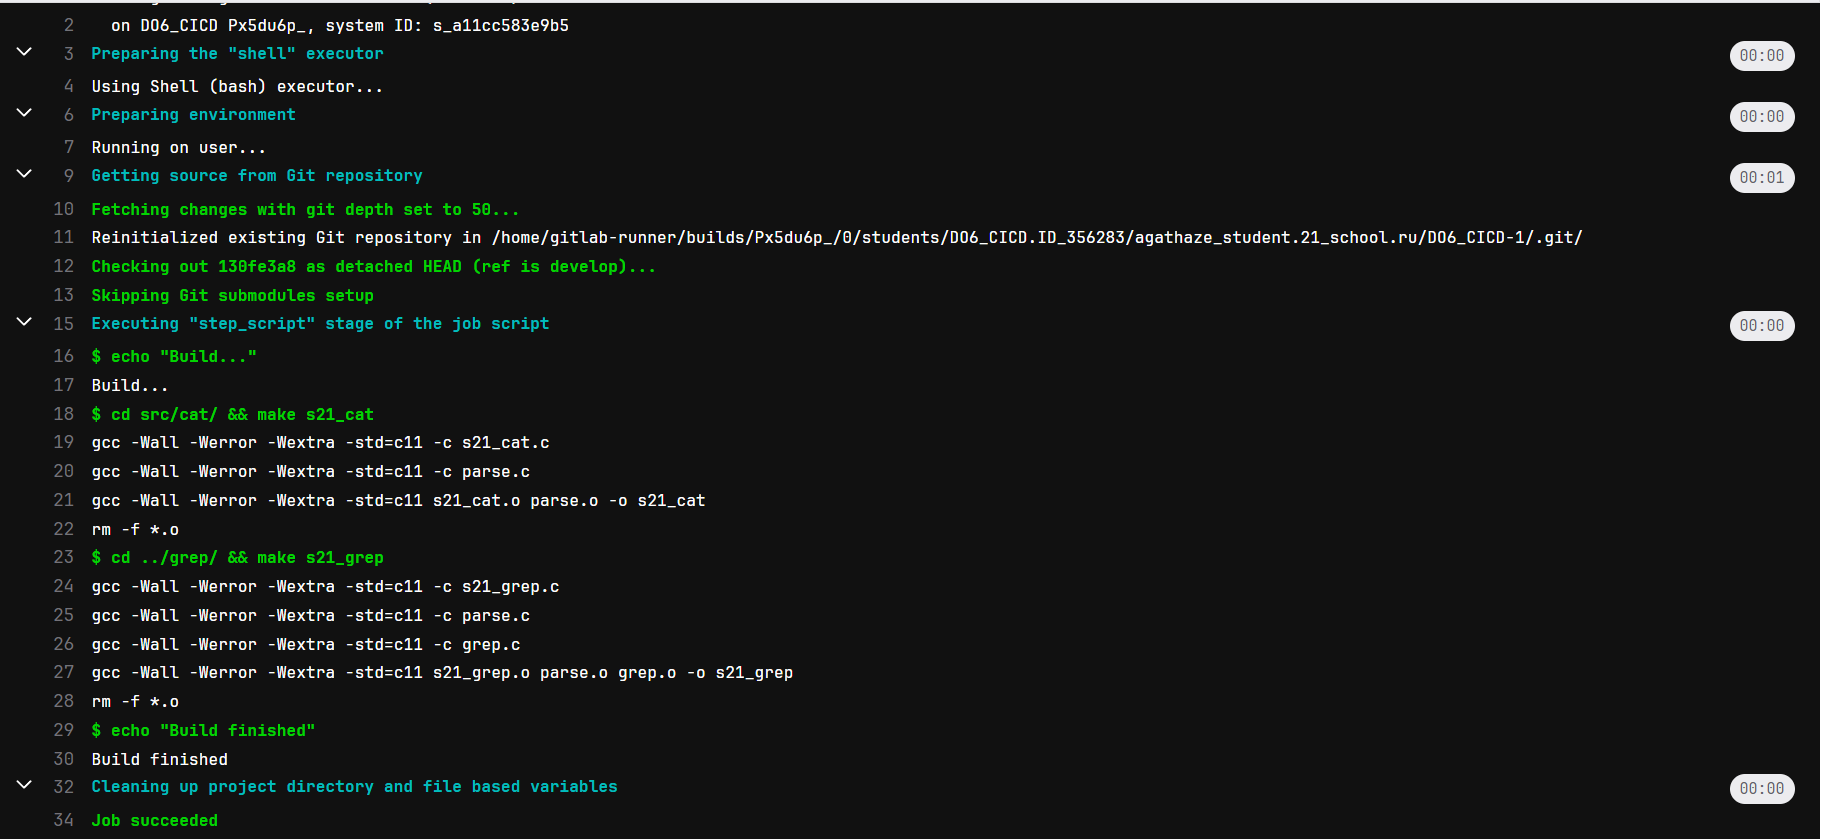 2 on DO6_CICD Px5du6p_, system ID: s_a11cc583e9b5
3 Preparing the "shell" executor 00:00
4 Using Shell (bash) executor...
6 Preparing environment 00:00
7 Running on user...
9 Getting source from Git repository 00:01
10 Fetching changes with git depth set to 50...
11 Reinitialized existing Git repository in /home/gitlab-runner/builds/Px5du6p_/0/students/DO6_CICD.ID_356283/agathaze_student.21_school.ru/DO6_CICD-1/.git/
12 Checking out 130fe3a8 as detached HEAD (ref is develop)...
13 Skipping Git submodules setup
15 Executing "step_script" stage of the job script 00:00
16 $ echo "Build..."
17 Build...
18 $ cd src/cat/ && make s21_cat
19 gcc -Wall -Werror -Wextra -std=c11 -c s21_cat.c
20 gcc -Wall -Werror -Wextra -std=c11 -c parse.c
21 gcc -Wall -Werror -Wextra -std=c11 s21_cat.o parse.o -o s21_cat
22 rm -f *.o
23 $ cd ../grep/ && make s21_grep
24 gcc -Wall -Werror -Wextra -std=c11 -c s21_grep.c
25 gcc -Wall -Werror -Wextra -std=c11 -c parse.c
26 gcc -Wall -Werror -Wextra -std=c11 -c grep.c
27 gcc -Wall -Werror -Wextra -std=c11 s21_grep.o parse.o grep.o -o s21_grep
28 rm -f *.o
29 $ echo "Build finished"
30 Build finished
32 Cleaning up project directory and file based variables 00:00
34 Job succeeded